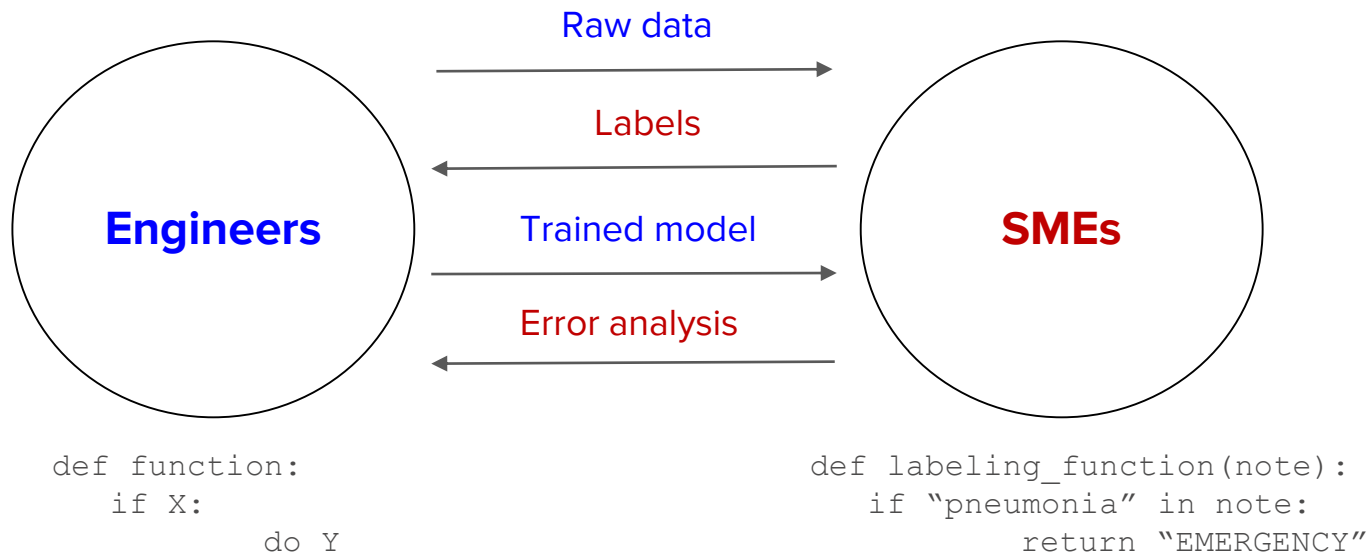 Raw data
Labels
Engineers
Trained model
SMEs
Error analysis
def function:
if X:
do Y
def labeling_function(note):
if “pneumonia” in note:
return “EMERGENCY”